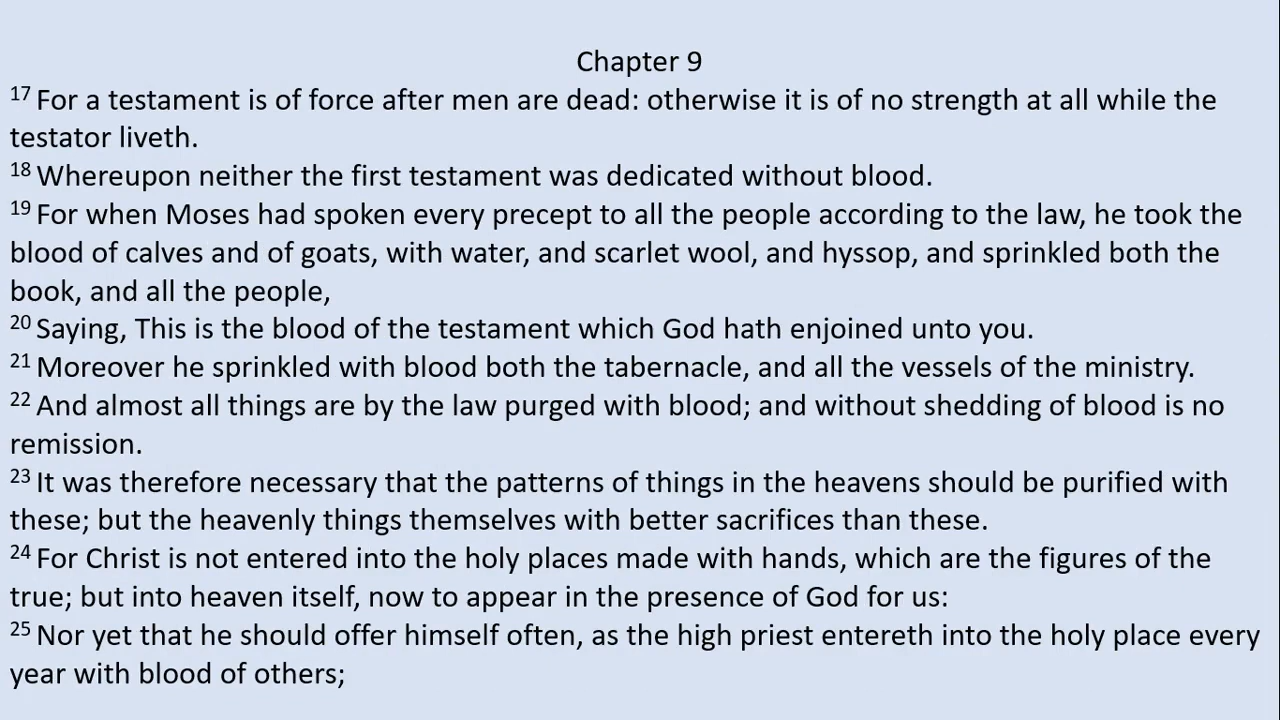 Chapter 9
17 For a testament is of force after men are dead: otherwise it is of no strength at all while the
testator liveth.
18 Whereupon neither the first testament was dedicated without blood.
19 For when Moses had spoken every precept to all the people according to the law, he took the
blood of calves and of goats, with water, and scarlet wool, and hyssop, and sprinkled both the
book, and all the people,
20 Saying, This is the blood of the testament which God hath enjoined unto you.
21 Moreover he sprinkled with blood both the tabernacle, and all the vessels of the ministry.
22 And almost all things are by the law purged with blood; and without shedding of blood is no
remission.
23 It was therefore necessary that the patterns of things in the heavens should be purified with
these; but the heavenly things themselves with better sacrifices than these.
24 For Christ is not entered into the holy places made with hands, which are the figures of the
true; but into heaven itself, now to appear in the presence of God for us:
25 Nor yet that he should offer himself often, as the high priest entereth into the holy place every
year with blood of others;